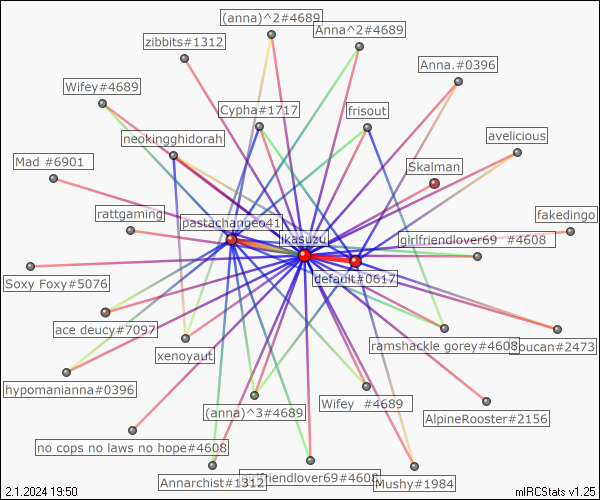 (anna)^2#4689
Anna^2#4689
zibbits#1312
Anna.#0396
Wifey#4689
Cypha#1717
frisout
neokingghidorah
avelicious
Mad #6901
Skalman
rattgaming
pastachangeo41
fakedingo
ikasuzu
girlfriendlover69 #4608
Soxy Foxy#5076
default#0617
ace deucy#7097
xenoyaut
ramshackle gorey#4608
toucan#2473
hypomanianna#0396
(anna)^3#4689
Wifey #4689
AlpineRooster#2156
no cops no laws no hope#4608
girlfriendlover69#4608
Annarchist#1312
Mushy#1984
2.1.2024 19:50
mIRCStats v1.25